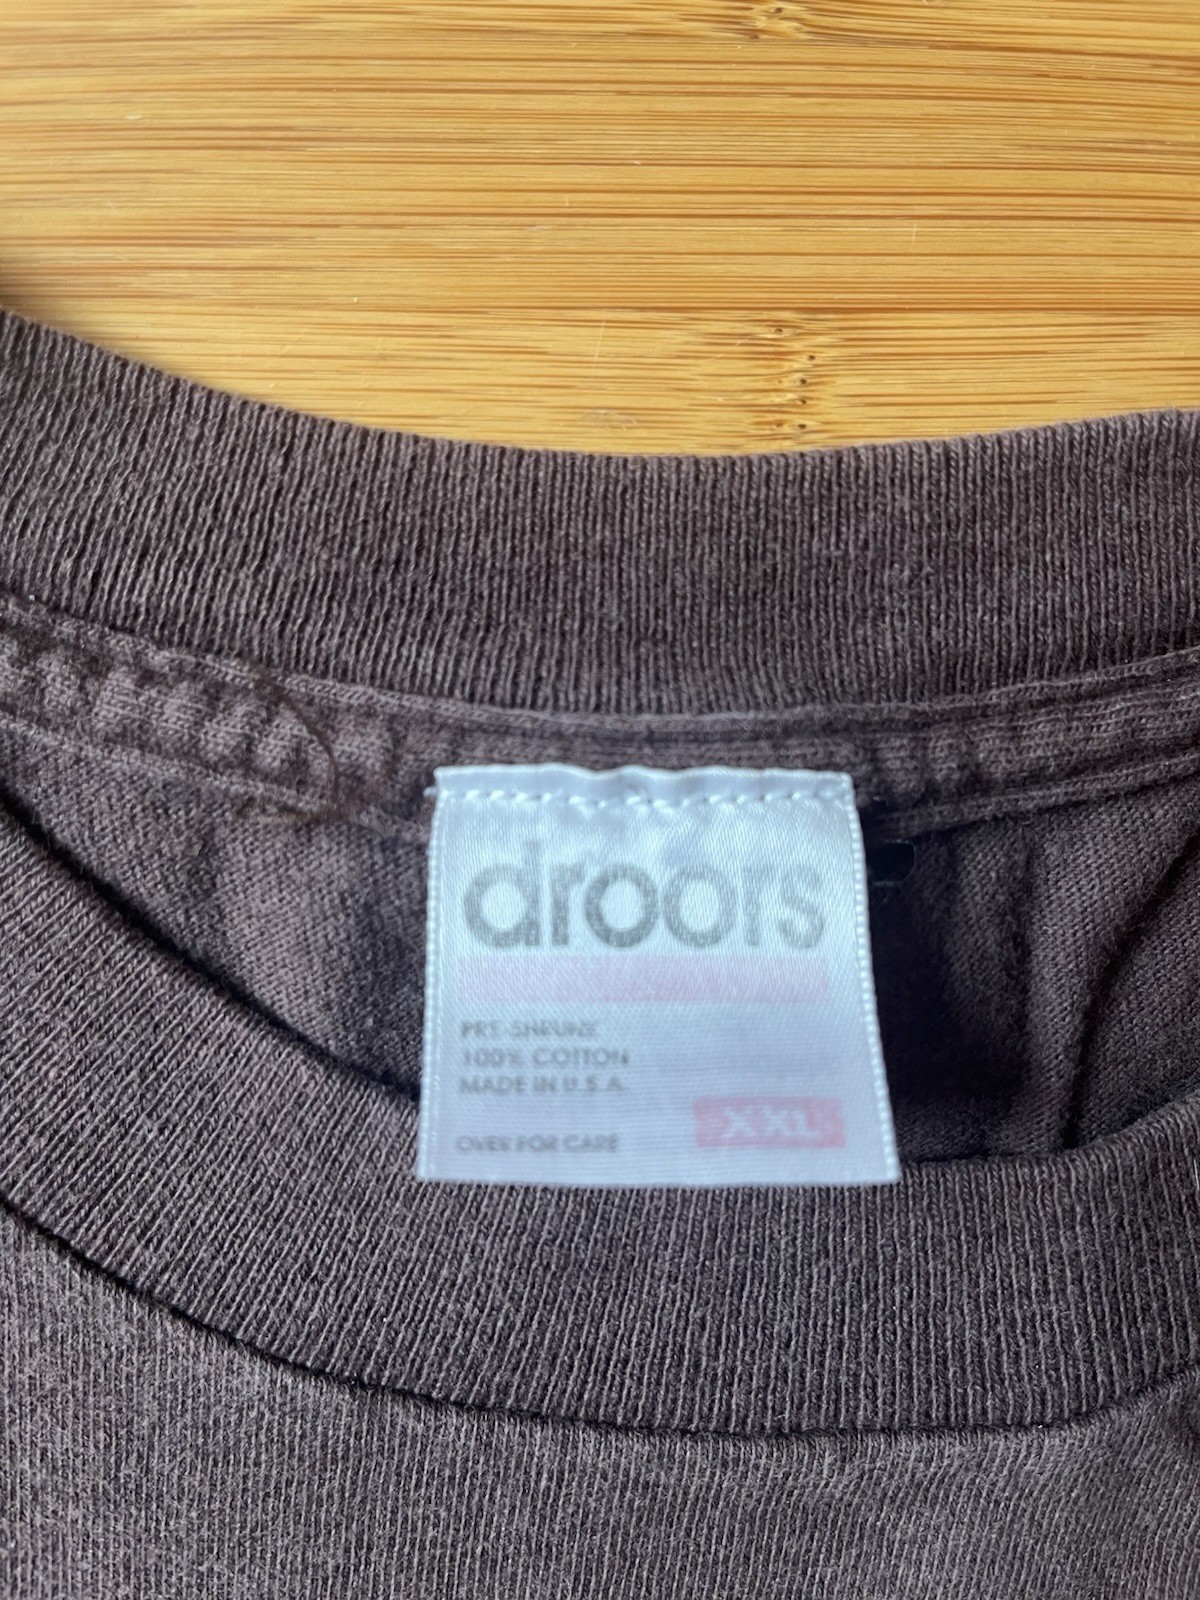 droors
PRE-SHRUNK
100% COTTON
MADE IN U.S.A.
XXL
OVER FOR CARE